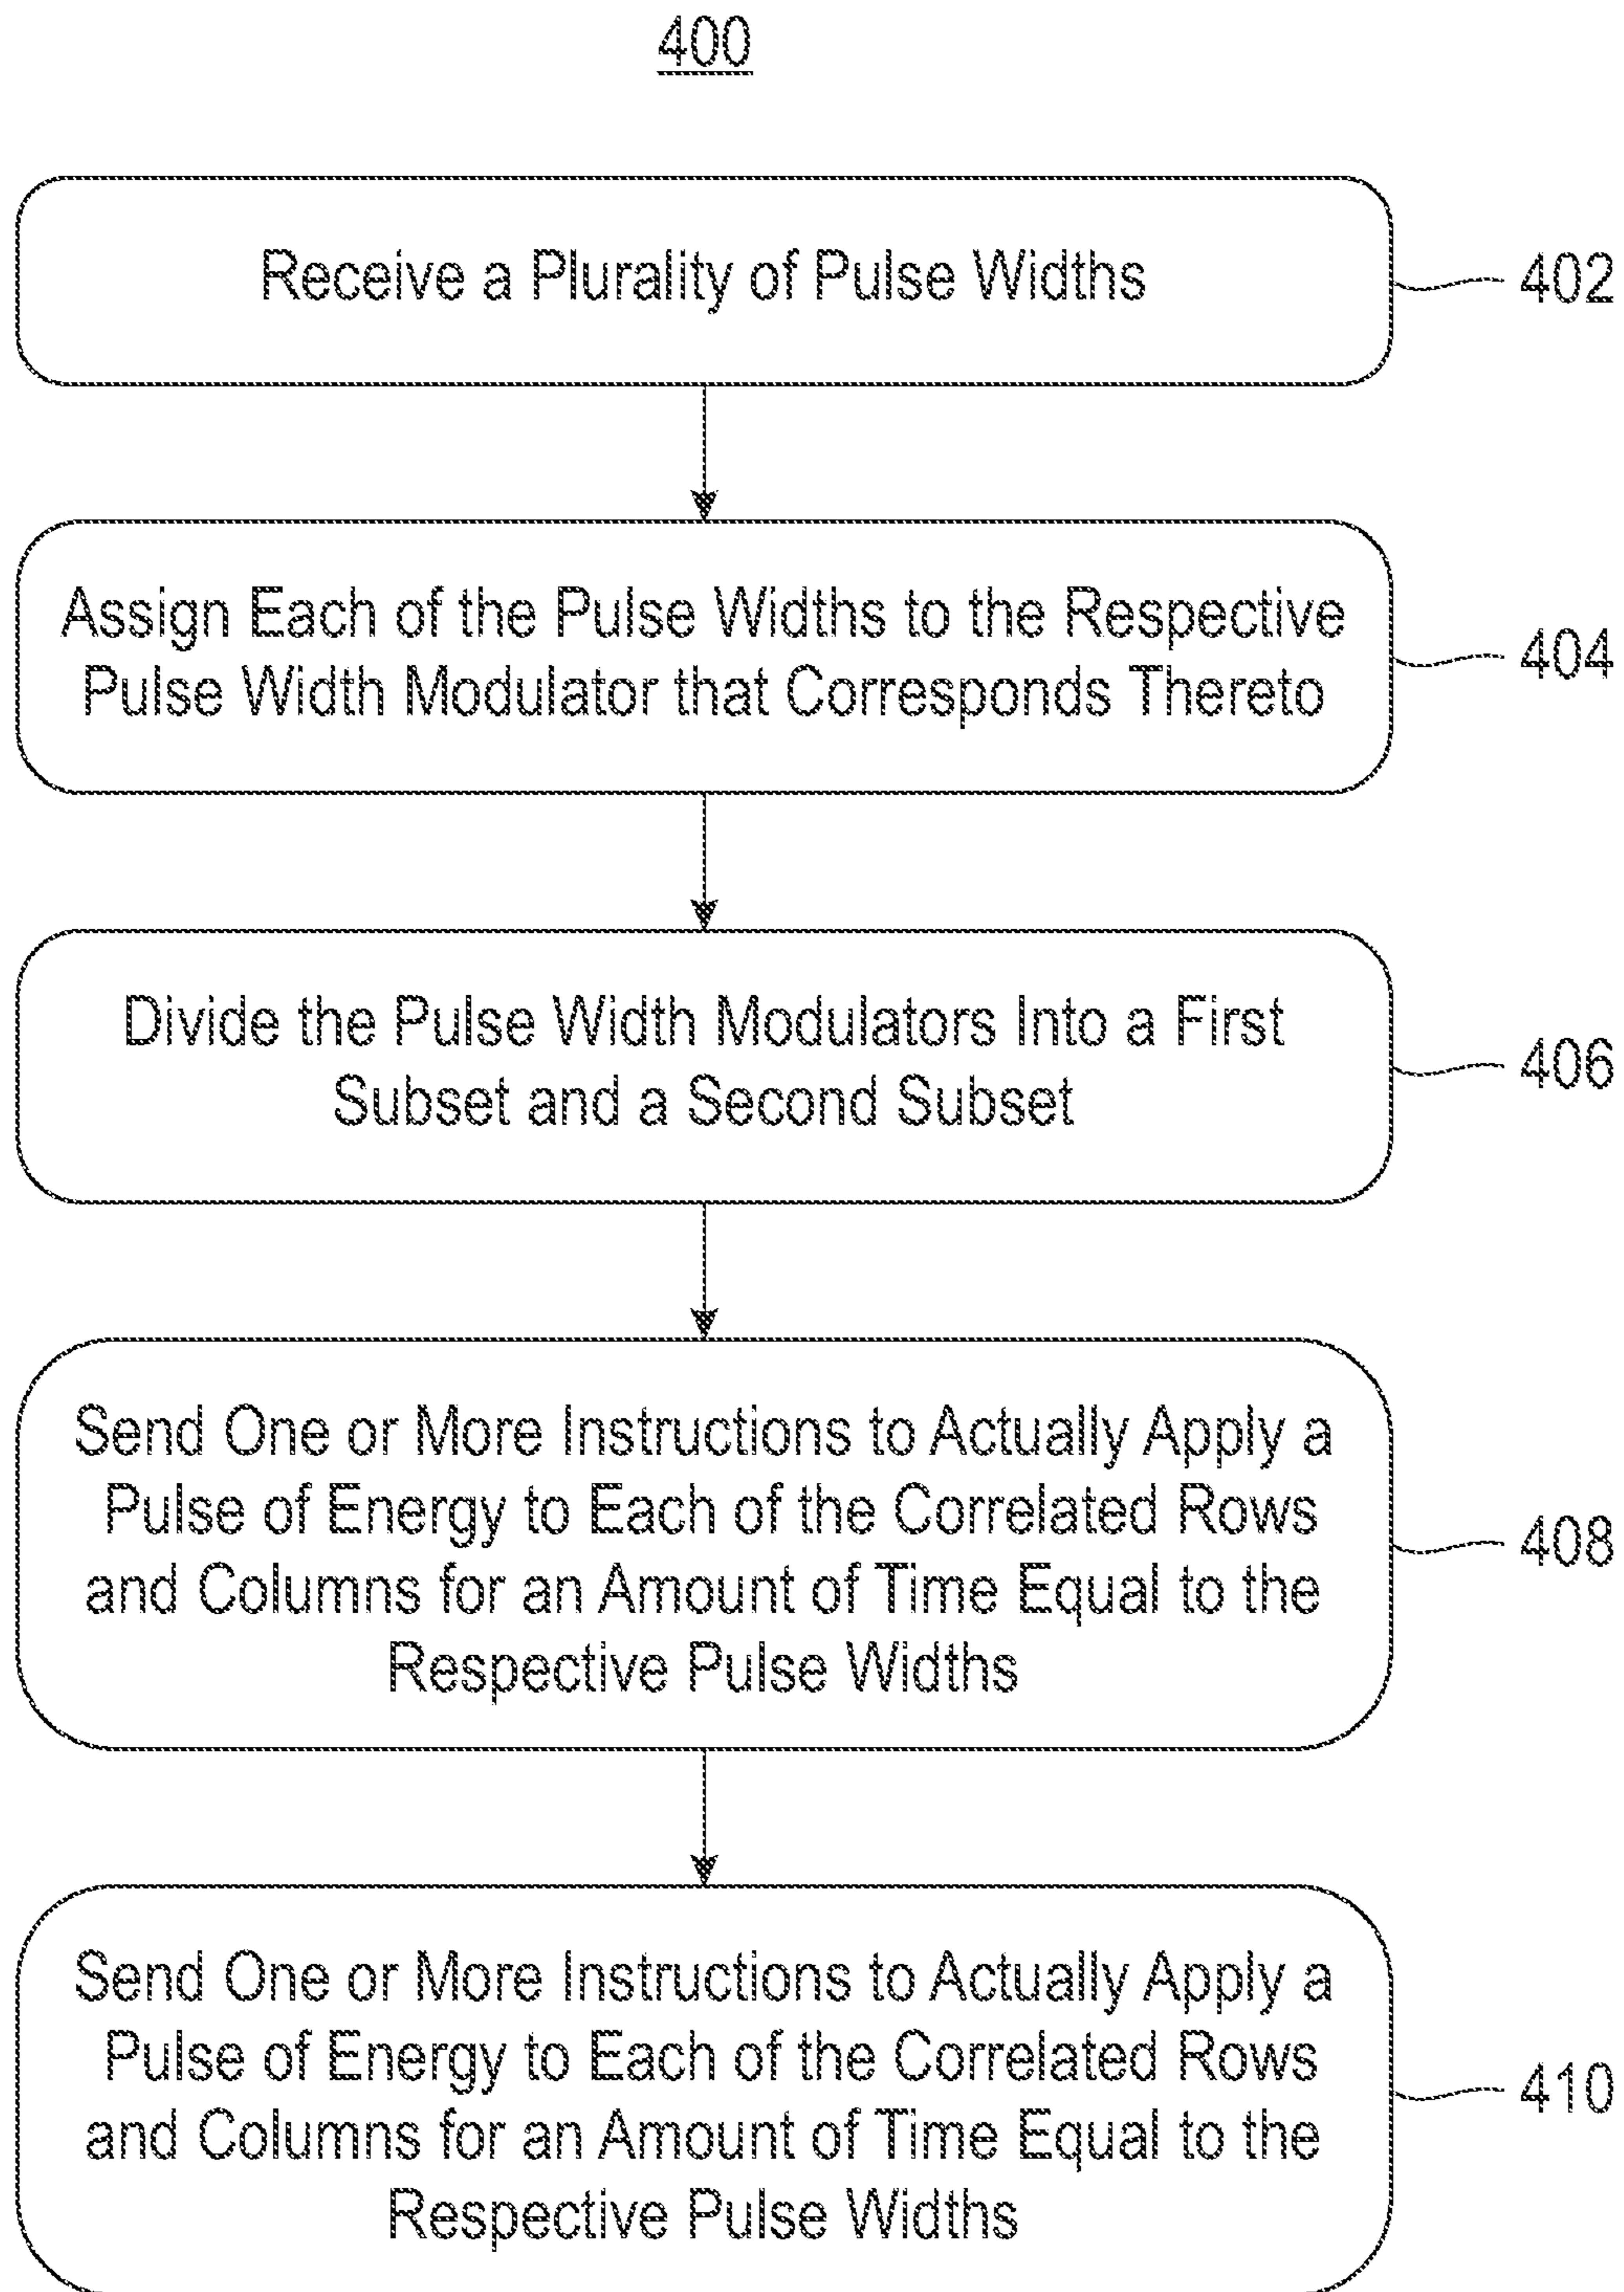 400
Receive a Plurality of Pulse Widths
402
Assign Each of the Pulse Widths to the Respective
Pulse Width Modulator that Corresponds Thereto
404
Divide the Pulse Width Modulators Into a First
Subset and a Second Subset
406
Send One or More Instructions to Actually Apply a
Pulse of Energy to Each of the Correlated Rows
and Columns for an Amount of Time Equal to the
Respective Pulse Widths
408
Send One or More Instructions to Actually Apply a
Pulse of Energy to Each of the Correlated Rows
and Columns for an Amount of Time Equal to the
Respective Pulse Widths
410